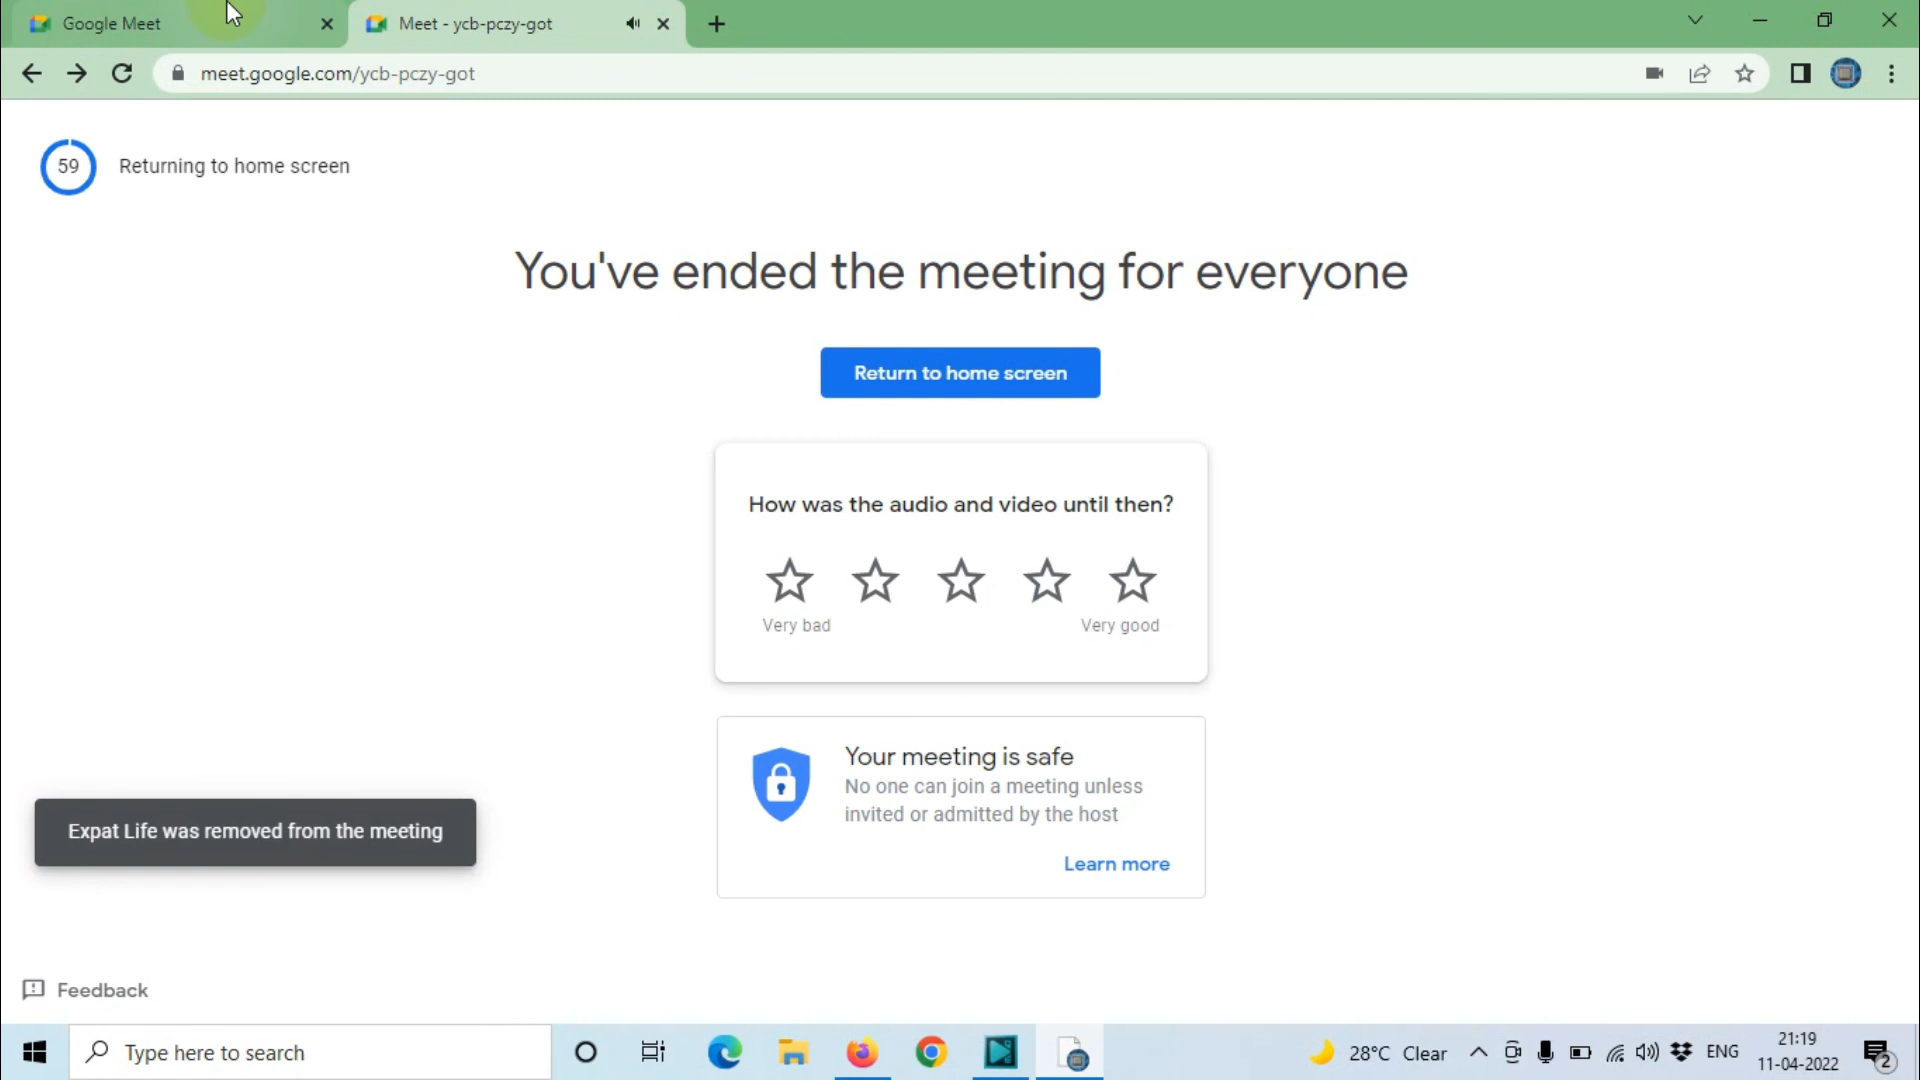 Google Meet
Meet - ycb-pczy-got
meet.google.com/ycb-pczy-got
59
Returning to home screen
You've ended the meeting for everyone
Return to home screen
How was the audio and video until then?
Very bad
Very good
Your meeting is safe
No one can join a meeting unless
invited or admitted by the host
Learn more
Expat Life was removed from the meeting
Feedback
Type here to search
28°C Clear
ENG
21:19
11-04-2022
2